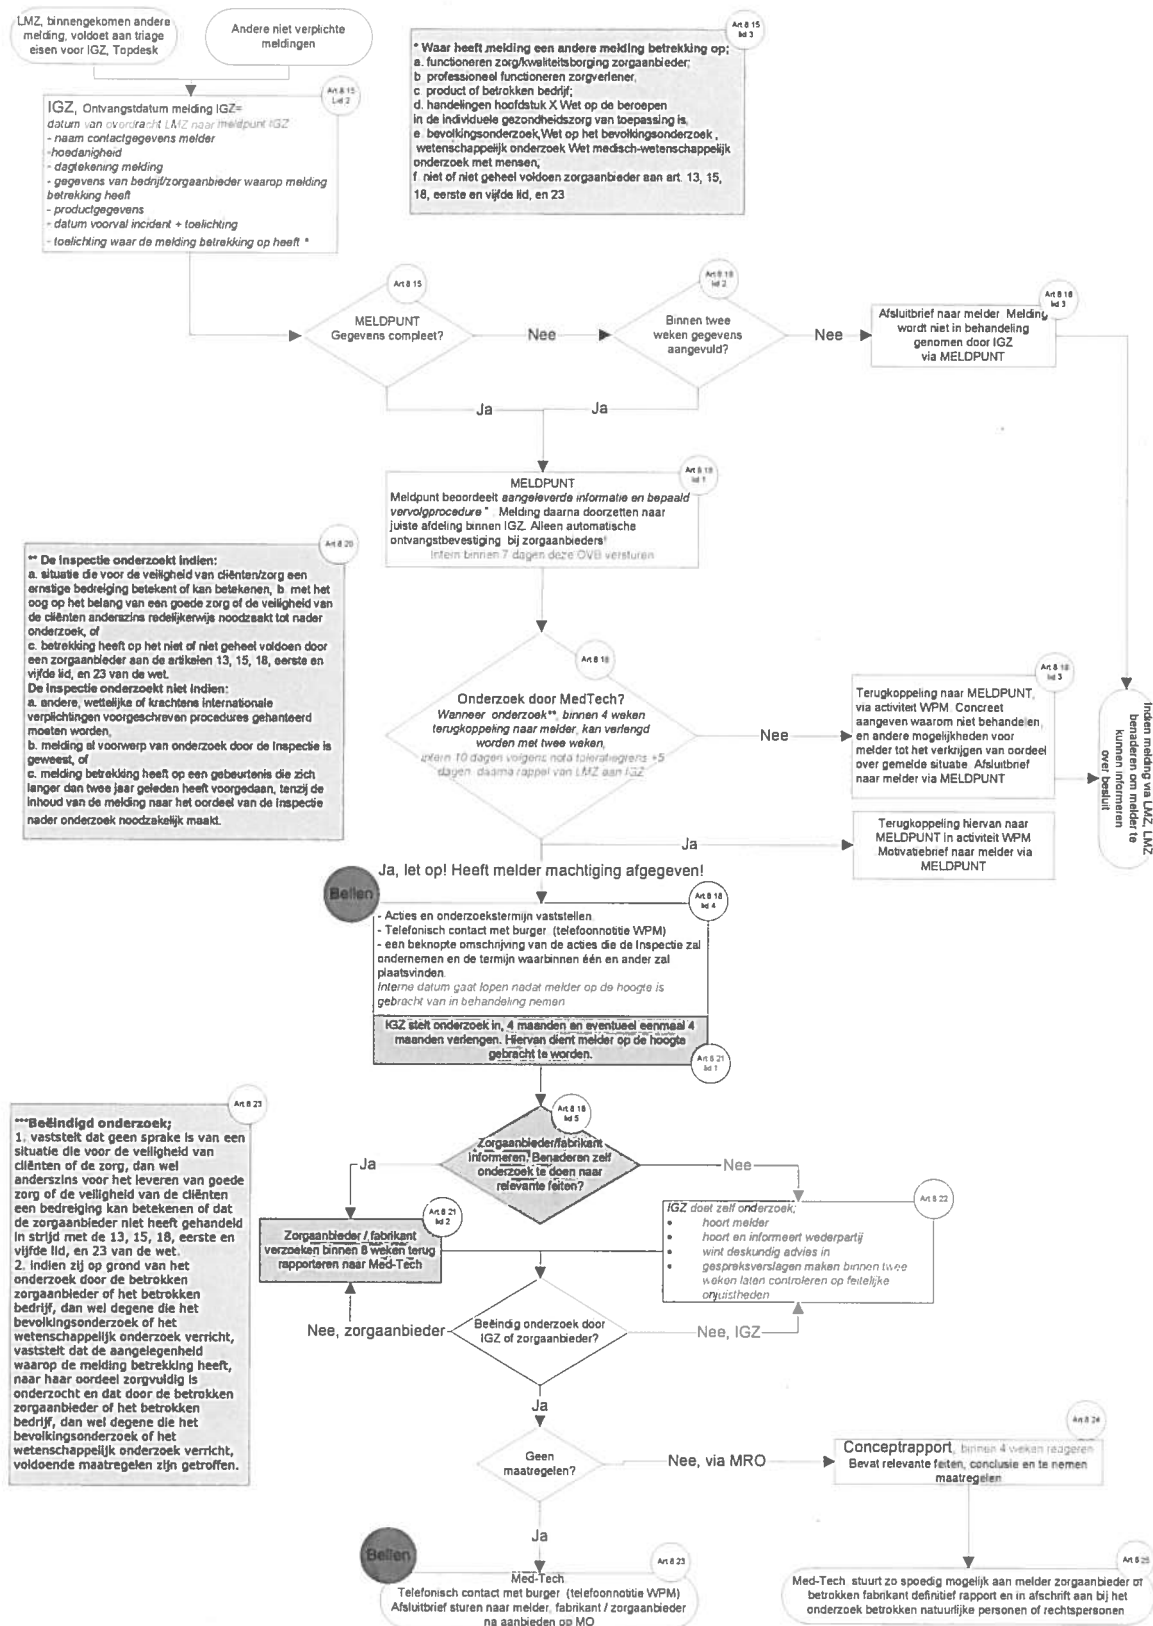 LMZ, binnengekomen andere
melding, voldoet aan triage
eisen voor IGZ, Topdesk
Andere niet verplichte
meldingen
Art 8 15
lid 3
* Waar heeft melding een andere melding betrekking op;
a. functioneren zorg/kwaliteitsborging zorgaanbieder;
b professioneel functioneren zorgverlener,
c. product of betrokken bedrijf;
d. handelingen hoofdstuk X Wet op de beroepen
in de individuele gezondheidszorg van toepassing is,
e. bevolkingsonderzoek, Wet op het bevolkingsonderzoek ,
wetenschappelijk onderzoek Wet medisch-wetenschappelijk
onderzoek met mensen,
f. niet of niet geheel voldoen zorgaanbieder aan art. 13, 15,
18, eerste en vijfde lid, en 23
Art 8 15
Lid 2
IGZ, Ontvangstdatum melding IGZ=
datum van overdracht LMZ naar meldpunt IGZ
- naam contactgegevens melder
-hoedanigheid
- dagtekening melding
- gegevens van bedrijf/zorgaanbieder waarop melding
betrekking heeft
- productgegevens
- datum voorval incident + toelichting
- toelichting waar de melding betrekking op heeft *
Art 8 15
MELDPUNT
Gegevens compleet?
Nee
Art 8 19
lid 2
Binnen twee
weken gegevens
aangevuld?
Nee
Art 8 18
lid 3
Afsluitbrief naar melder Melding
wordt niet in behandeling
genomen door IGZ
via MELDPUNT
Ja
Ja
Art 8 19
lid 1
MELDPUNT
Meldpunt beoordeelt aangeleverde informatie en bepaald
vervolgprocedure * . Melding daarna doorzetten naar
juiste afdeling binnen IGZ. Alleen automatische
ontvangstbevestiging bij zorgaanbieders!
Intern binnen 7 dagen deze OVB versturen
Art 8 20
** De Inspectie onderzoekt indien:
a. situatie die voor de veiligheid van cliënten/zorg een
ernstige bedreiging betekent of kan betekenen, b. met het
oog op het belang van een goede zorg of de veiligheid van
de cliënten anderszins redelijkerwijs noodzaakt tot nader
onderzoek, of
c. betrekking heeft op het niet of niet geheel voldoen door
een zorgaanbieder aan de artikelen 13, 15, 18, eerste en
vijfde lid, en 23 van de wet.
De Inspectie onderzoekt niet indien:
a. andere, wettelijke of krachtens internationale
verplichtingen voorgeschreven procedures gehanteerd
moeten worden,
b. melding al voorwerp van onderzoek door de Inspectie is
geweest, of
c. melding betrekking heeft op een gebeurtenis die zich
langer dan twee jaar geleden heeft voorgedaan, tenzij de
inhoud van de melding naar het oordeel van de Inspectie
nader onderzoek noodzakelijk maakt.
Art 8 18
Onderzoek door MedTech?
Wanneer onderzoek**, binnen 4 weken
terugkoppeling naar melder, kan verlengd
worden met twee weken,
intern 10 dagen volgens nota tolerantiegrens +5
dagen daarna rappel van LMZ aan IGZ
Nee
Art 8 18
lid 3
Terugkoppeling naar MELDPUNT,
via activiteit WPM. Concreet
aangeven waarom niet behandelen,
en andere mogelijkheden voor
melder tot het verkrijgen van oordeel
over gemelde situatie. Afsluitbrief
naar melder via MELDPUNT
Indien melding via LMZ, LMZ
benaderen om melder te
kunnen informeren
over besluit
Ja
Terugkoppeling hiervan naar
MELDPUNT in activiteit WPM
Motivatiebrief naar melder via
MELDPUNT
Ja, let op! Heeft melder machtiging afgegeven!
Bellen
Art 8 18
lid 4
- Acties en onderzoekstermijn vaststellen.
- Telefonisch contact met burger (telefoonnotitie WPM)
- een beknopte omschrijving van de acties die de Inspectie zal
ondernemen en de termijn waarbinnen één en ander zal
plaatsvinden.
Interne datum gaat lopen nadat melder op de hoogte is
gebracht van in behandeling nemen
IGZ stelt onderzoek in, 4 maanden en eventueel eenmaal 4
maanden verlengen. Hiervan dient melder op de hoogte
gebracht te worden.
Art 8 21
lid 1
Art 8 23
***Beëindigd onderzoek;
1. vaststelt dat geen sprake is van een
situatie die voor de veiligheid van
cliënten of de zorg, dan wel
anderszins voor het leveren van goede
zorg of de veiligheid van de cliënten
een bedreiging kan betekenen of dat
de zorgaanbieder niet heeft gehandeld
in strijd met de 13, 15, 18, eerste en
vijfde lid, en 23 van de wet.
2. Indien zij op grond van het
onderzoek door de betrokken
zorgaanbieder of het betrokken
bedrijf, dan wel degene die het
bevolkingsonderzoek of het
wetenschappelijk onderzoek verricht,
vaststelt dat de aangelegenheid
waarop de melding betrekking heeft,
naar haar oordeel zorgvuldig is
onderzocht en dat door de betrokken
zorgaanbieder of het betrokken
bedrijf, dan wel degene die het
bevolkingsonderzoek of het
wetenschappelijk onderzoek verricht,
voldoende maatregelen zijn getroffen.
Art 8 18
lid 5
Zorgaanbieder/fabrikant
informeren, Benaderen zelf
onderzoek te doen naar
relevante feiten?
Ja
Nee
Art 8 21
lid 2
Zorgaanbieder / fabrikant
verzoeken binnen 8 weken terug
rapporteren naar Med-Tech
Art 8 22
IGZ doet zelf onderzoek;
• hoort melder
• hoort en informeert wederpartij
• wint deskundig advies in
• gespreksverslagen maken binnen twee
weken laten controleren op feitelijke
onjuistheden
Nee, zorgaanbieder
Beëindig onderzoek door
IGZ of zorgaanbieder?
Nee, IGZ
Ja
Geen
maatregelen?
Nee, via MRO
Art 8 24
Conceptrapport, binnen 4 weken reageren
Bevat relevante feiten, conclusie en te nemen
maatregelen
Ja
Bellen
Art 8 23
Med-Tech
Telefonisch contact met burger (telefoonnotitie WPM)
Afsluitbrief sturen naar melder, fabrikant / zorgaanbieder
na aanbieden op MO
Art 8 25
Med-Tech stuurt zo spoedig mogelijk aan melder zorgaanbieder of
betrokken fabrikant definitief rapport en in afschrift aan bij het
onderzoek betrokken natuurlijke personen of rechtspersonen